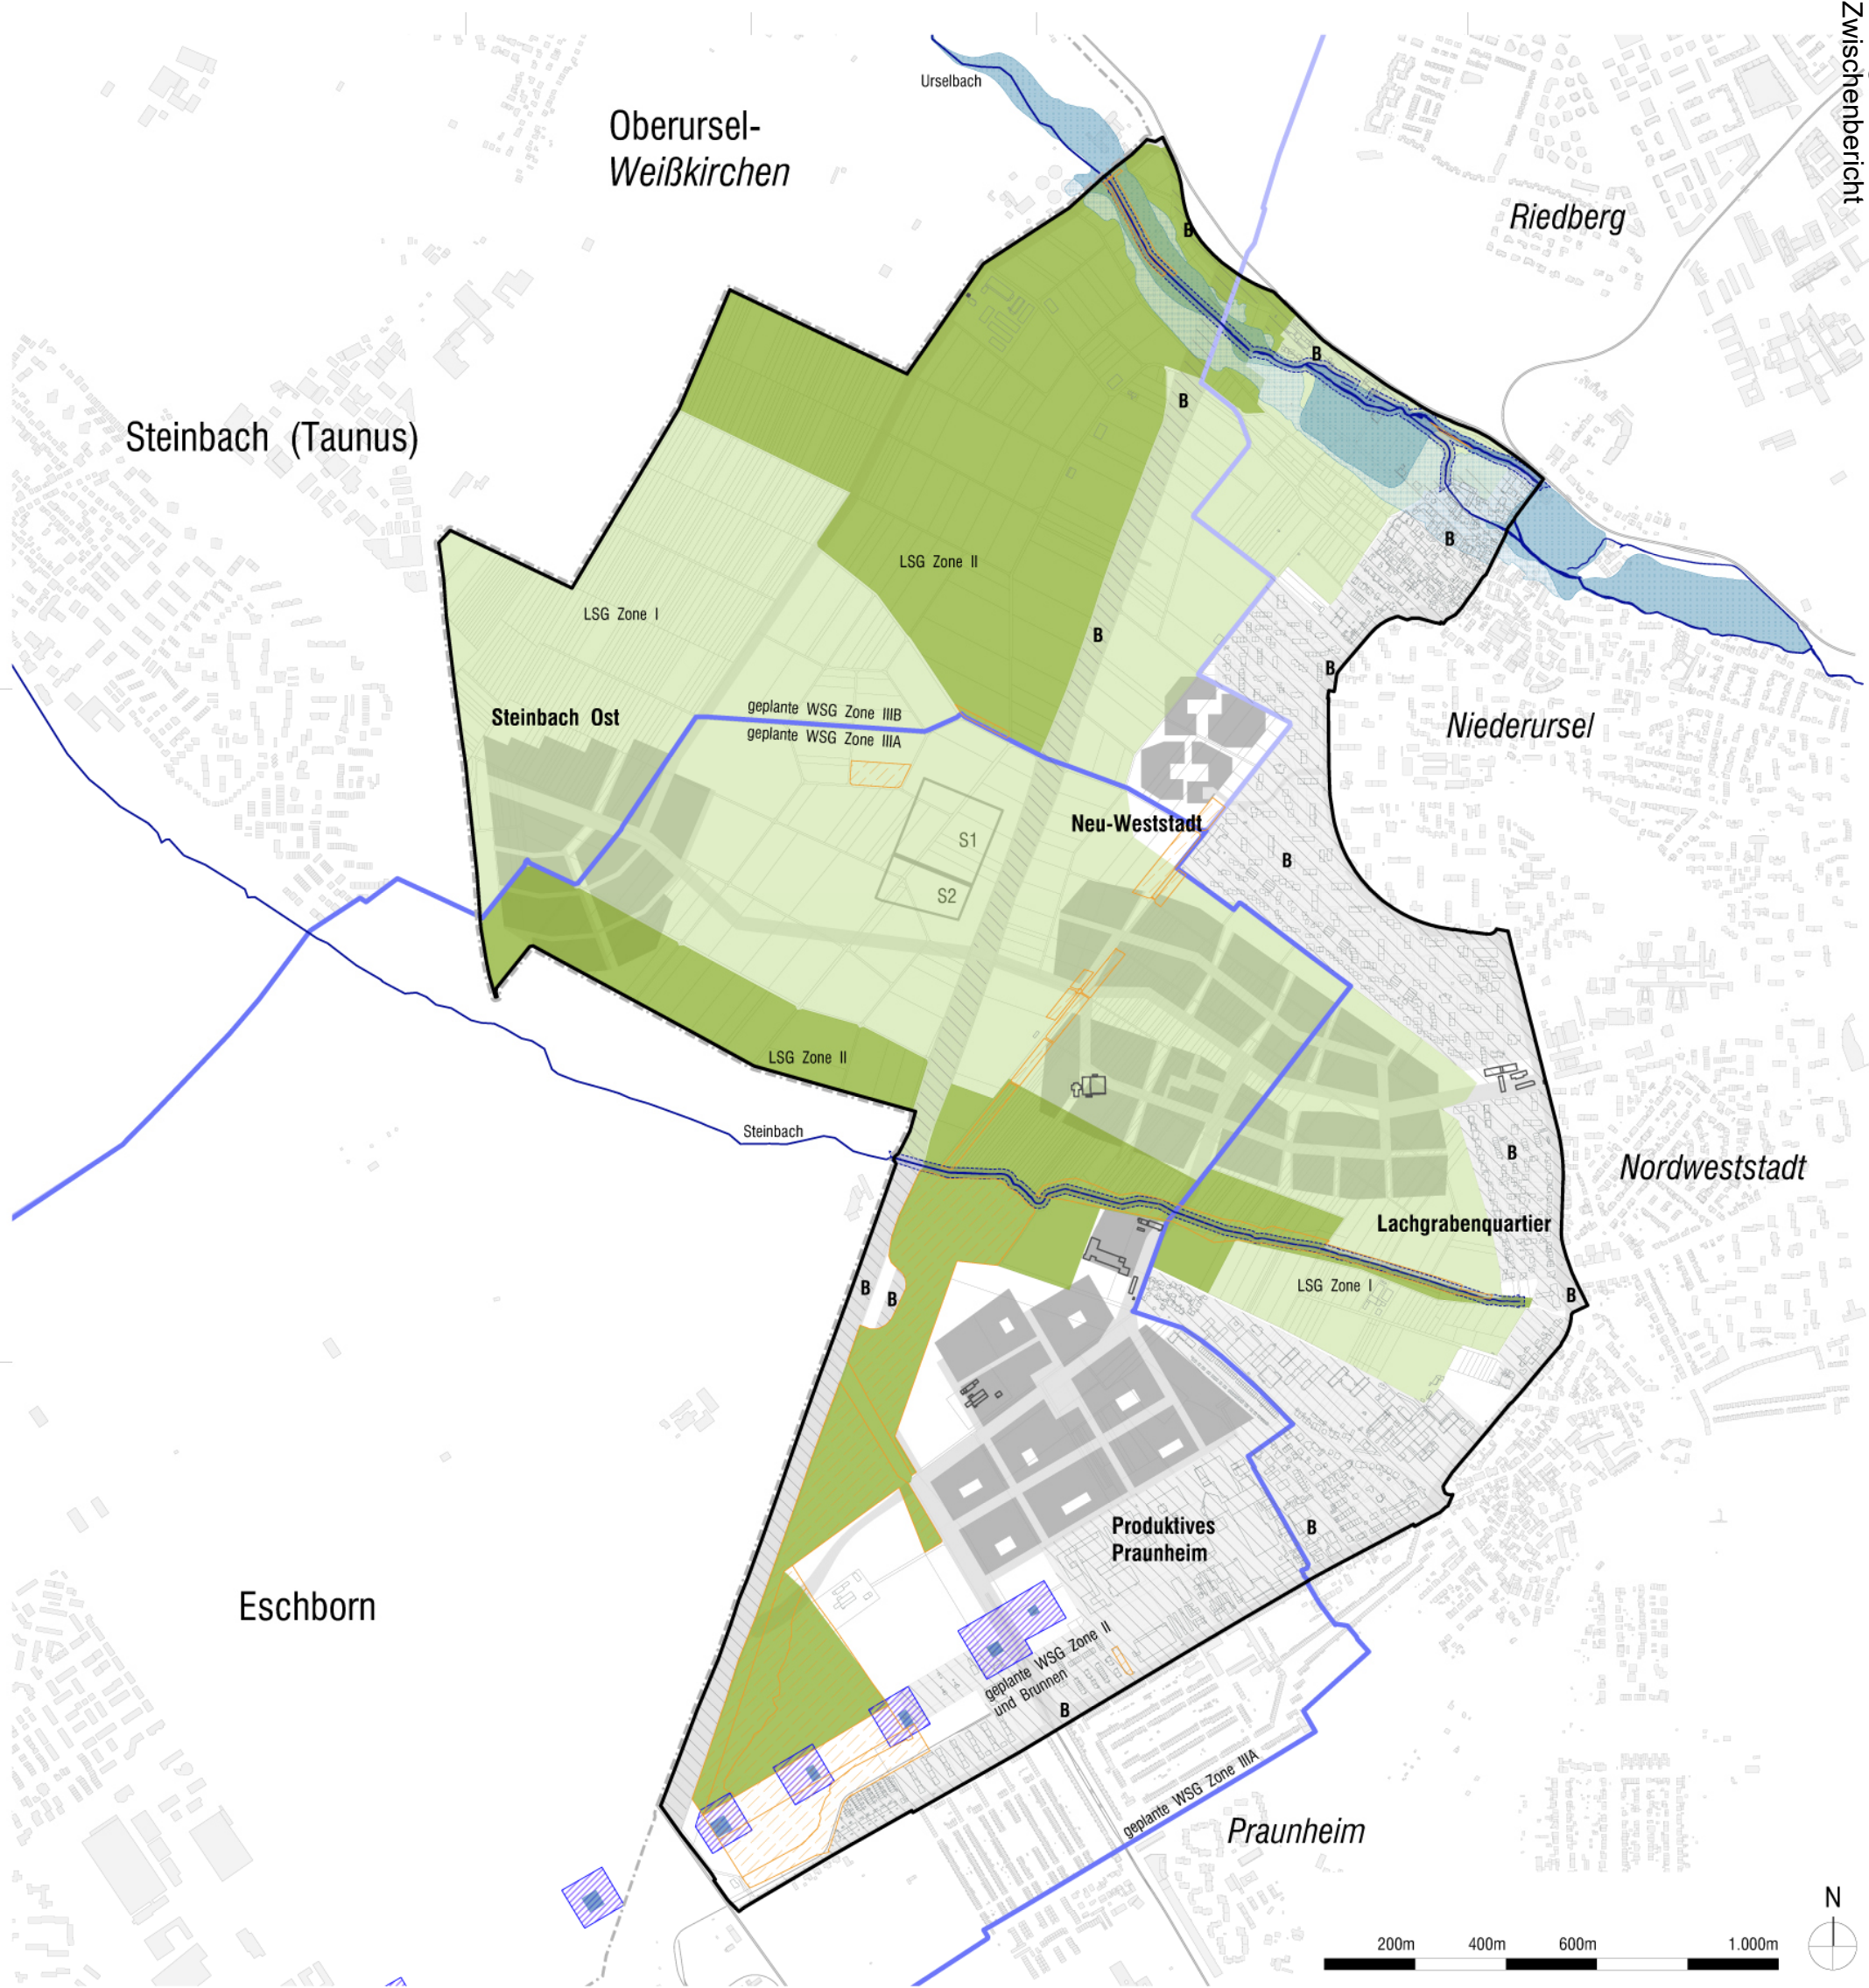 Zwischenbericht
Urselbach
Oberursel-
Weißkirchen
Riedberg
B
B
B
Steinbach (Taunus)
LSG Zone II
B
LSG Zone I
B
B
geplante WSG Zone IIIB
Steinbach Ost
Niederursel
geplante WSG Zone IIIA
Neu-Weststadt
S1
B
S2
LSG Zone II
Steinbach
B
Nordweststadt
Lachgrabenquartier
LSG Zone I
B
B
B
Produktives
Praunheim
B
Eschborn
geplante WSG Zone II
und Brunnen
B
geplante WSG Zone IIIA
Praunheim
N
200m 400m 600m 1.000m